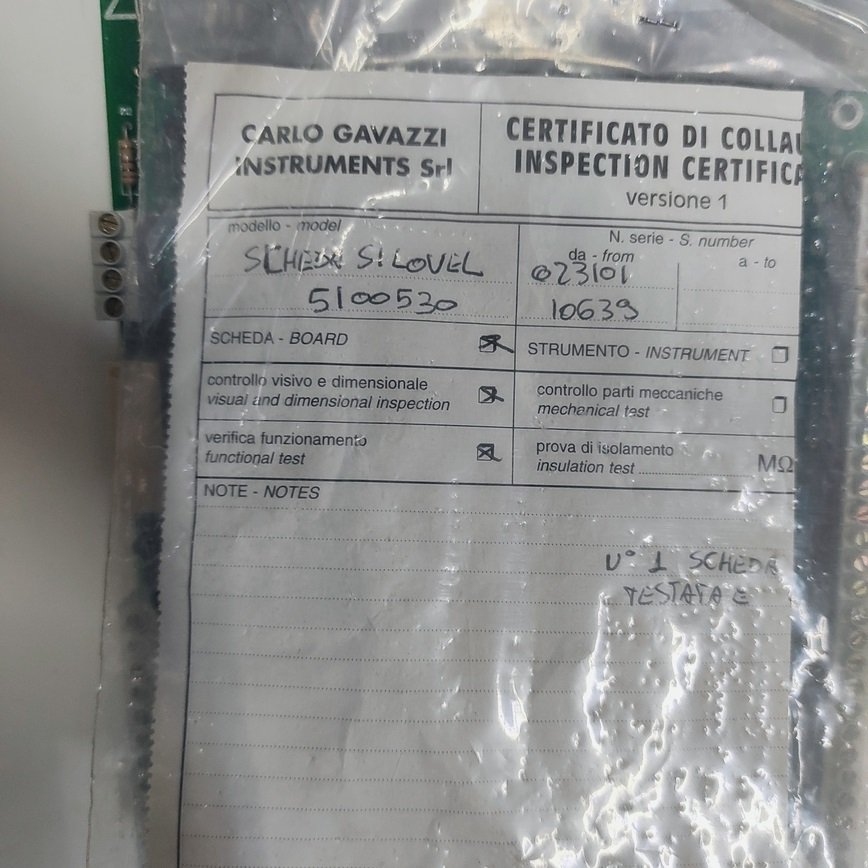 CARLO GAVAZZI
INSTRUMENTS Srl
CERTIFICATO DI COLLAU
INSPECTION CERTIFICA
versione 1
modello - model
SCHEDA SILOVEL
5100530
N. serie - S. number
da - from
a - to
023101
10639
SCHEDA - BOARD
STRUMENTO - INSTRUMENT
controllo visivo e dimensionale
visual and dimensional inspection
controllo parti meccaniche
mechanical test
verifica funzionamento
functional test
prova di isolamento
insulation test MΩ
NOTE - NOTES
N° 1 SCHEDA
TESTATA E